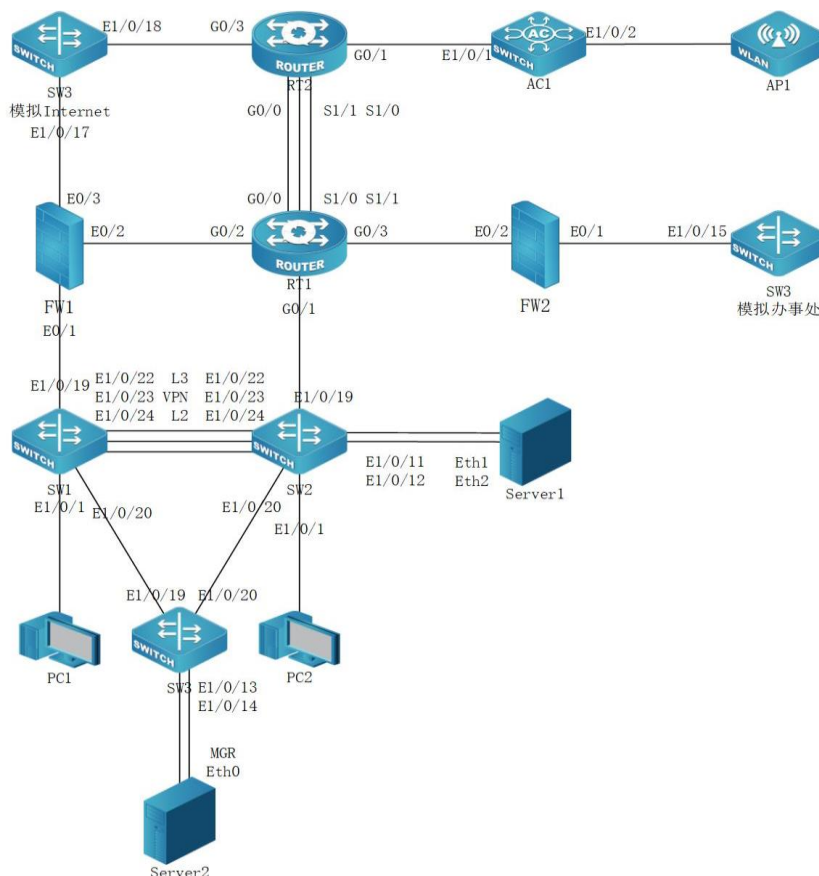 E1/0/18
G0/3
SWITCH
ROUTER
RT2
G0/1
E1/0/1
AC
SWITCH
AC1
E1/0/2
WLAN
AP1
SW3
模拟Internet
E1/0/17
G0/0
S1/1 S1/0
E0/3
G0/0
S1/0 S1/1
E0/2
G0/2
ROUTER
RT1
G0/3
E0/2
E0/1
E1/0/15
SWITCH
SW3
模拟办事处
FW1
E0/1
G0/1
FW2
E1/0/19
E1/0/22 L3 E1/0/22
E1/0/23 VPN E1/0/23
E1/0/24 L2 E1/0/24
E1/0/19
SWITCH
SW1
SWITCH
SW2
E1/0/11 Eth1
E1/0/12 Eth2
Server1
E1/0/1
E1/0/20
E1/0/20
E1/0/1
E1/0/19
E1/0/20
SWITCH
SW3
PC1
PC2
E1/0/13
E1/0/14
MGR
Eth0
Server2